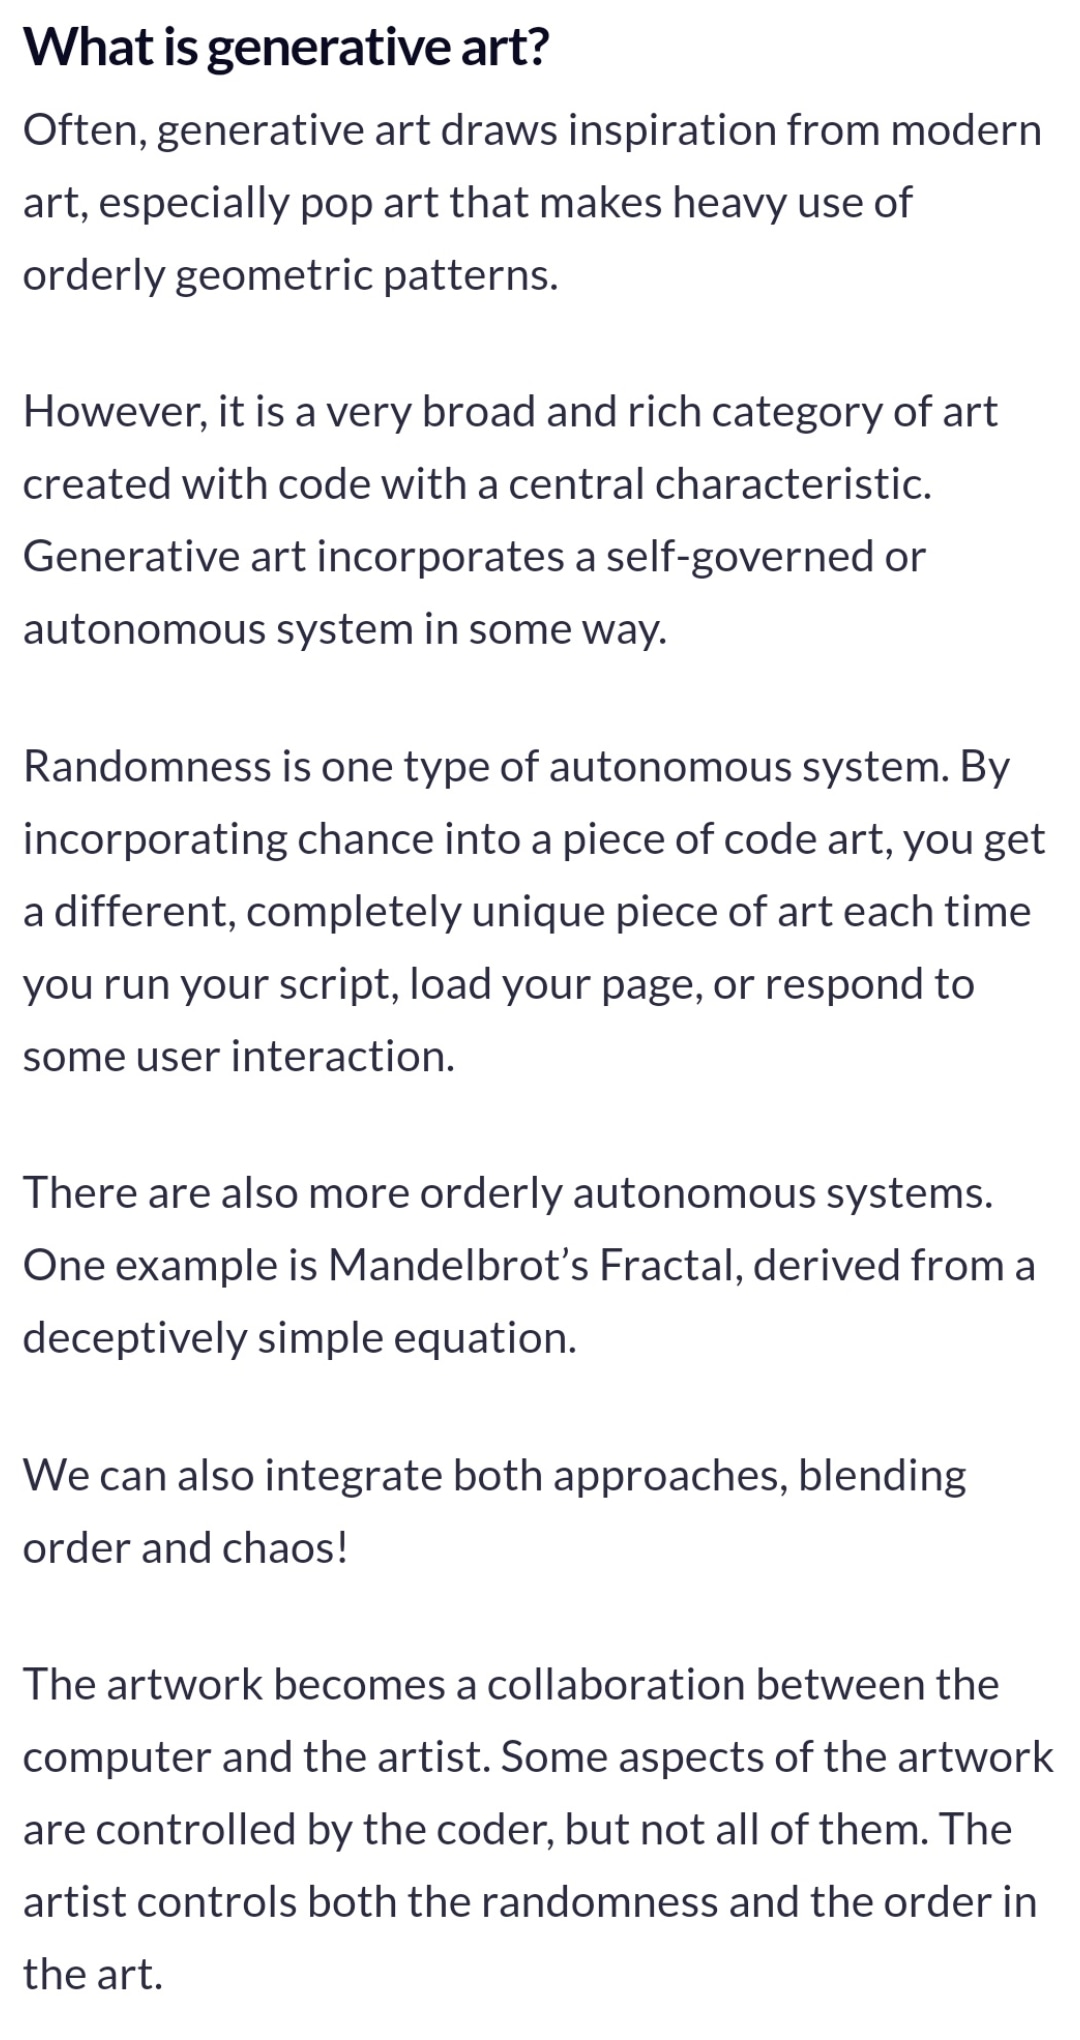 What is generative art?
Often, generative art draws inspiration from modern
art, especially pop art that makes heavy use of
orderly geometric patterns.
However, it is a very broad and rich category of art
created with code with a central characteristic.
Generative art incorporates a self-governed or
autonomous system in some way.
Randomness is one type of autonomous system. By
incorporating chance into a piece of code art, you get
a different, completely unique piece of art each time
you run your script, load your page, or respond to
some user interaction.
There are also more orderly autonomous systems.
One example is Mandelbrot’s Fractal, derived from a
deceptively simple equation.
We can also integrate both approaches, blending
order and chaos!
The artwork becomes a collaboration between the
computer and the artist. Some aspects of the artwork
are controlled by the coder, but not all of them. The
artist controls both the randomness and the order in
the art.